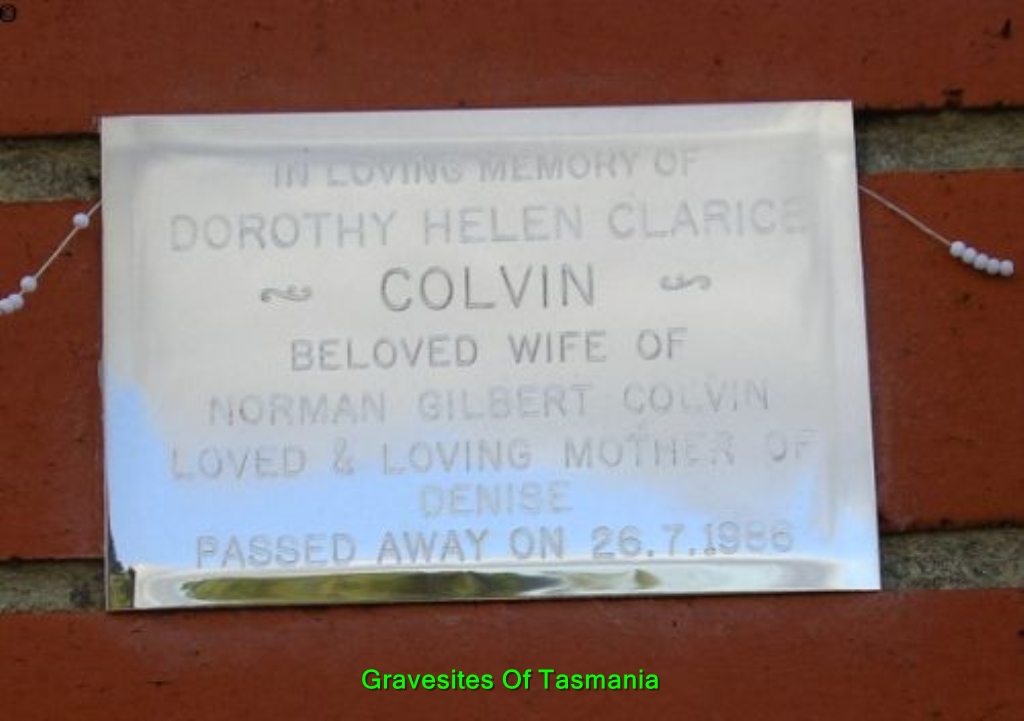 ©
IN LOVING MEMORY OF
DOROTHY HELEN CLARICE
~ COLVIN ~
BELOVED WIFE OF
NORMAN GILBERT COLVIN
LOVED & LOVING MOTHER OF
DENISE
PASSED AWAY ON 26.7.1986
Gravesites Of Tasmania